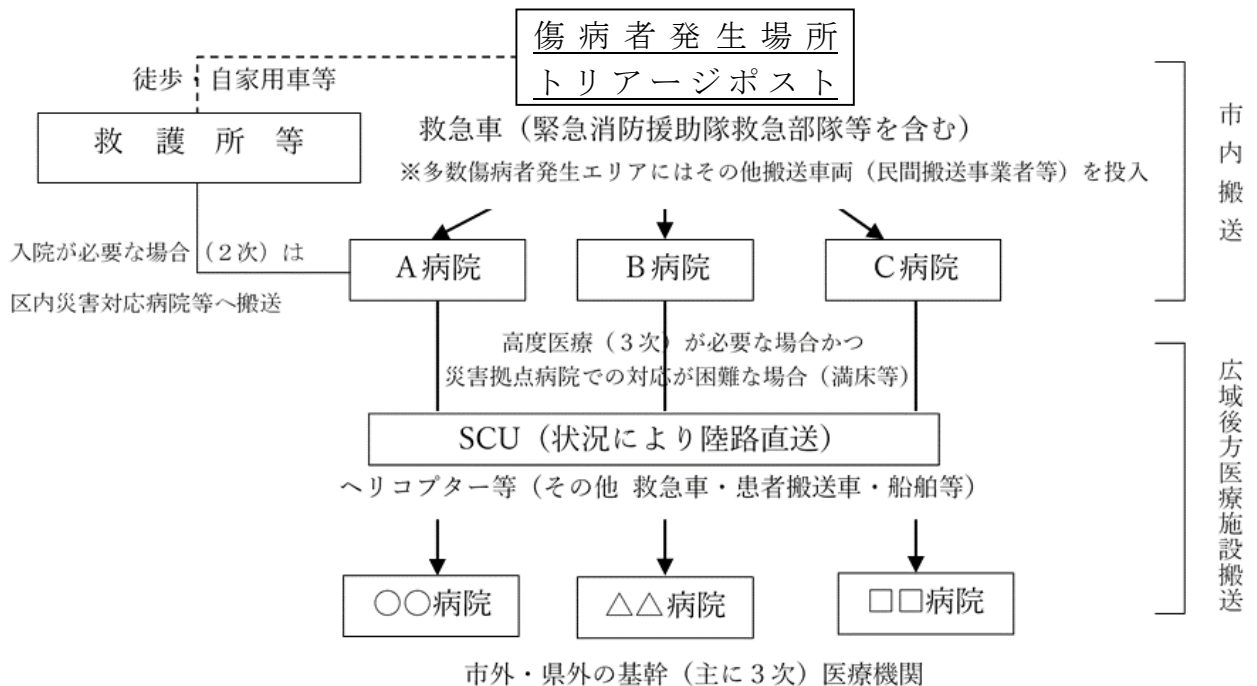 傷病者発生場所
トリアージポスト
徒歩・自家用車等
救護所等
救急車（緊急消防援助隊救急部隊等を含む）
※多数傷病者発生エリアにはその他搬送車両（民間搬送事業者等）を投入
市内搬送
入院が必要な場合（２次）は
区内災害対応病院等へ搬送
A病院
B病院
C病院
高度医療（３次）が必要な場合かつ
災害拠点病院での対応が困難な場合（満床等）
SCU（状況により陸路直送）
ヘリコプター等（その他 救急車・患者搬送車・船舶等）
広域後方医療施設搬送
○○病院
△△病院
□□病院
市外・県外の基幹（主に３次）医療機関